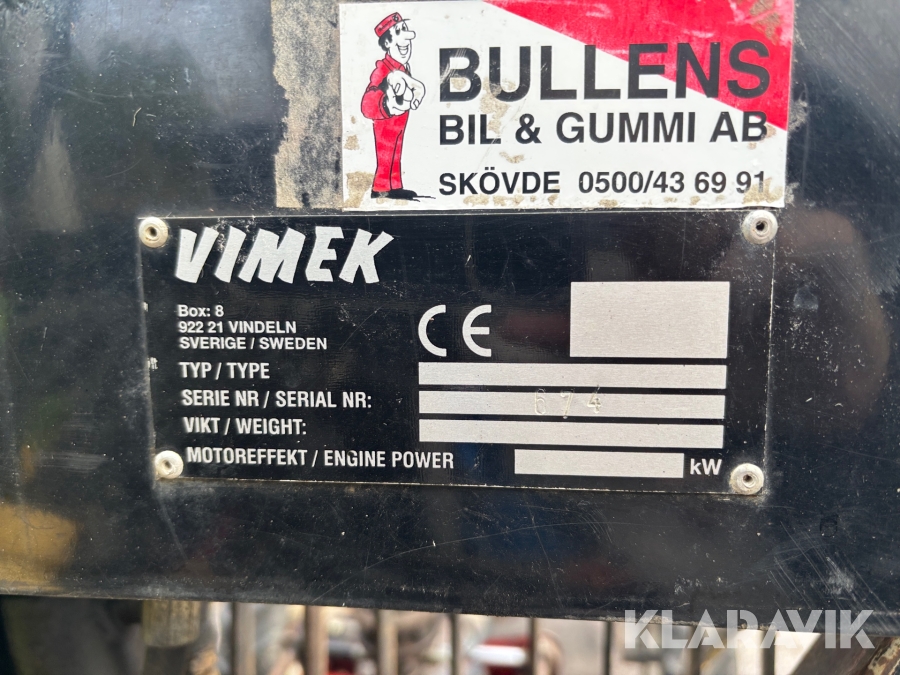 BULLENS
BIL & GUMMI AB
SKÖVDE 0500/43 69 91
VIMEK
Box: 8
922 21 VINDELN
SVERIGE / SWEDEN
CE
TYP / TYPE
SERIE NR / SERIAL NR: 674
VIKT / WEIGHT:
MOTOREFFEKT / ENGINE POWER kW
KLARAVIK